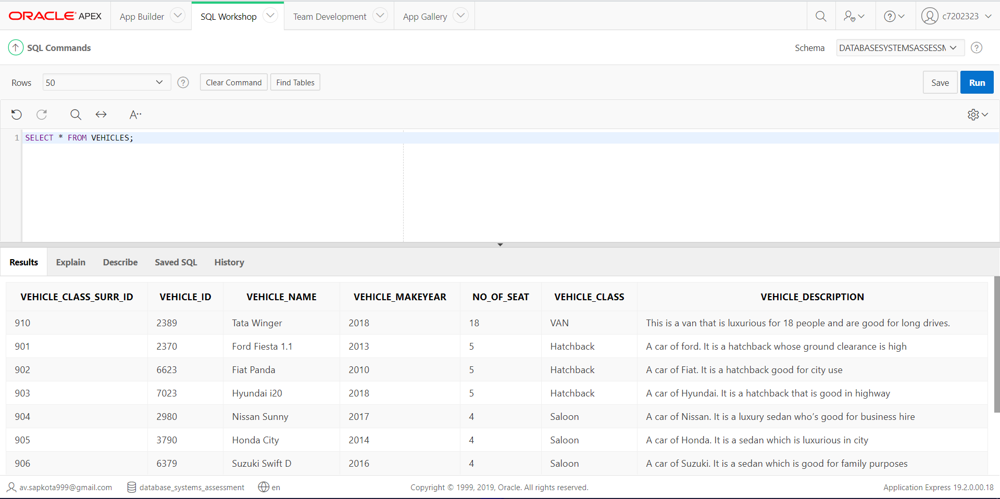 ORACLE APEX App Builder SQL Workshop Team Development App Gallery c7202323
SQL Commands Schema DATABASESYSTEMSASSESSM
Rows 50 Clear Command Find Tables Save Run
A
1 SELECT * FROM VEHICLES;
Results Explain Describe Saved SQL History
VEHICLE_CLASS_SURR_ID VEHICLE_ID VEHICLE_NAME VEHICLE_MAKEYEAR NO_OF_SEAT VEHICLE_CLASS VEHICLE_DESCRIPTION
910 2389 Tata Winger 2018 18 VAN This is a van that is luxurious for 18 people and are good for long drives.
901 2370 Ford Fiesta 1.1 2013 5 Hatchback A car of ford. It is a hatchback whose ground clearance is high
902 6623 Fiat Panda 2010 5 Hatchback A car of Fiat. It is a hatchback good for city use
903 7023 Hyundai i20 2018 5 Hatchback A car of Hyundai. It is a hatchback that is good in highway
904 2980 Nissan Sunny 2017 4 Saloon A car of Nissan. It is a luxury sedan who's good for business hire
905 3790 Honda City 2014 4 Saloon A car of Honda. It is a sedan which is luxurious in city
906 6379 Suzuki Swift D 2016 4 Saloon A car of Suzuki. It is a sedan which is good for family purposes
av.sapkota999@gmail.com database_systems_assessment en Copyright © 1999, 2019, Oracle. All rights reserved. Application Express 19.2.0.00.18